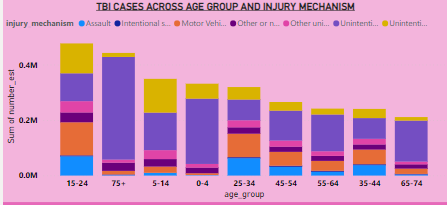 TBI CASES ACROSS AGE GROUP AND INJURY MECHANISM
injury_mechanism Assault Intentional s... Motor Vehi... Other or n... Other uni... Unintenti... Unintenti...
Sum of number_est
0.4M
0.2M
0.0M
15-24 75+ 5-14 0-4 25-34 45-54 55-64 35-44 65-74
age_group